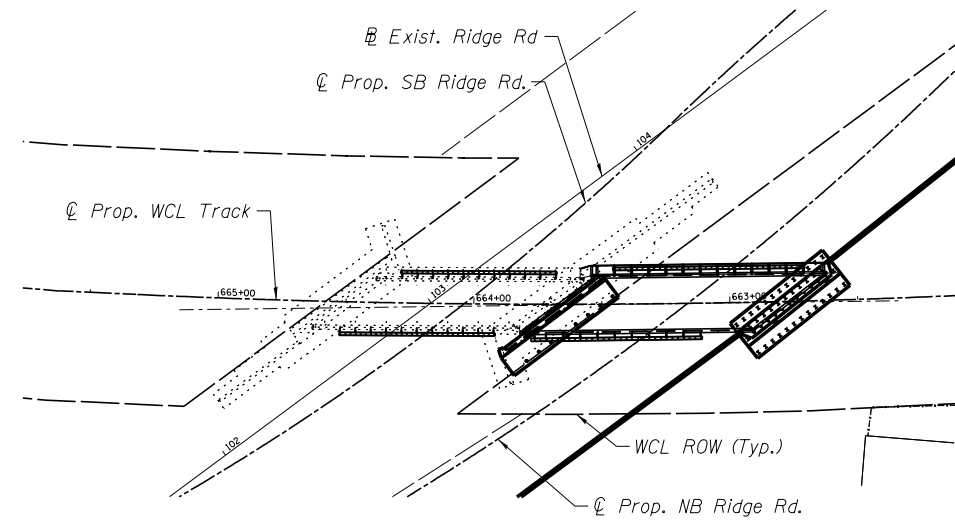 ℄ Exist. Ridge Rd
℄ Prop. SB Ridge Rd.
104
℄ Prop. WCL Track
665+00
103
664+00
663+00
102
WCL ROW (Typ.)
℄ Prop. NB Ridge Rd.